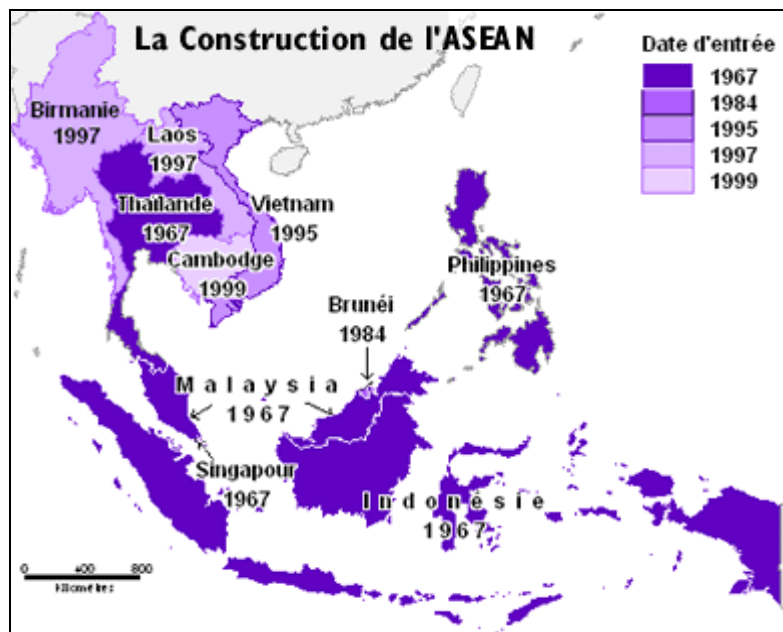 La Construction de l'ASEAN
Date d'entrée
1967
1984
1995
1997
1999
Birmanie
1997
Laos
1997
Thaïlande
1967
Vietnam
1995
Cambodge
1999
Philippines
1967
Brunéi
1984
Malaysia
1967
Singapour
1967
Indonésie
1967
0 400 800
kilomètres